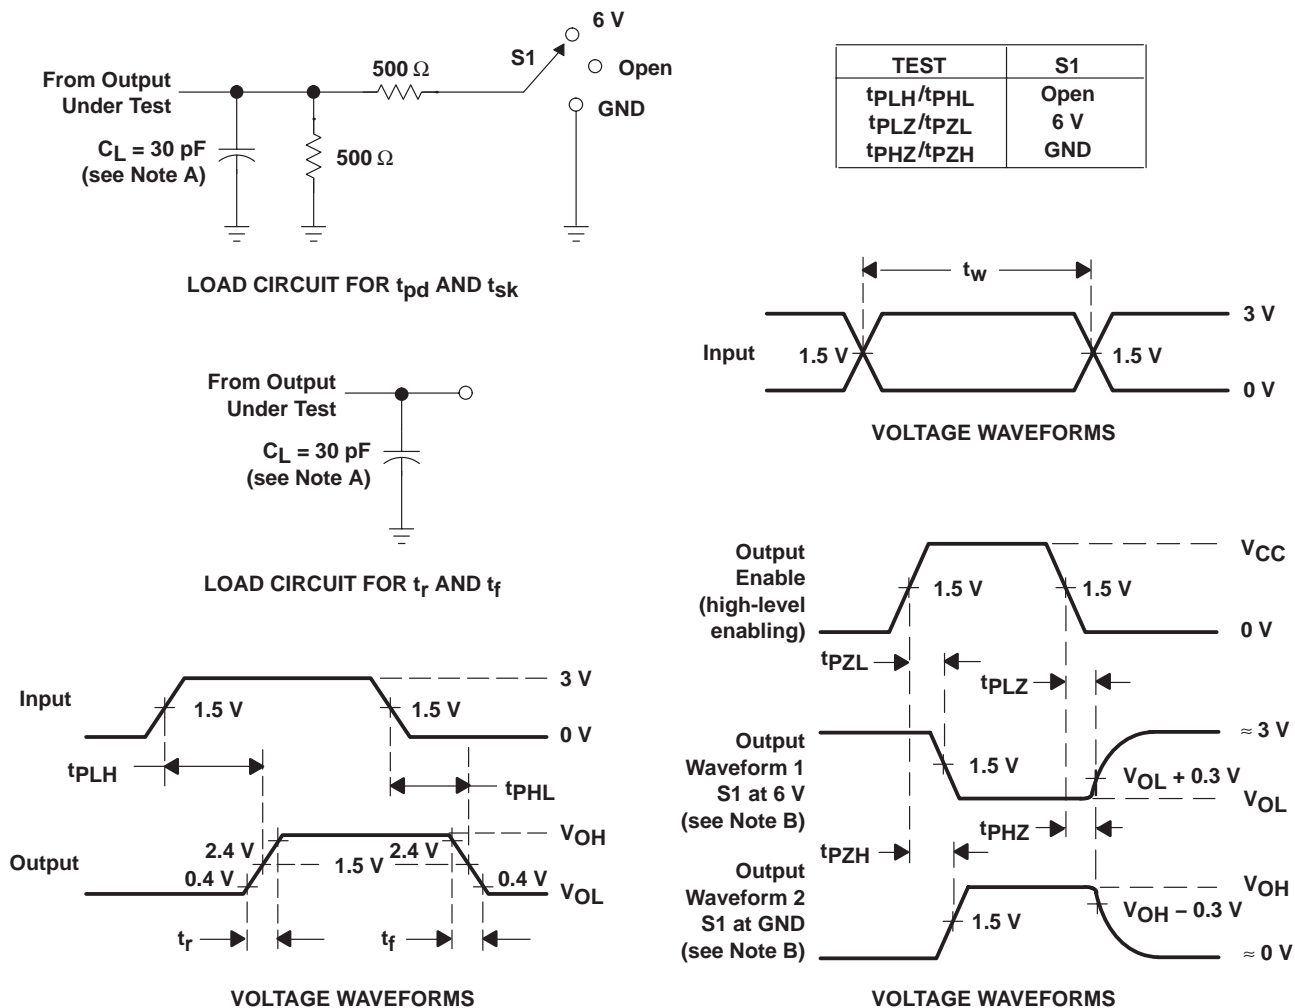 6 V
S1
Open
GND
500 Ω
From Output
Under Test
CL = 30 pF
(see Note A)
500 Ω
LOAD CIRCUIT FOR tpd AND tsk
TEST S1
tPLH/tPHL Open
tPLZ/tPZL 6 V
tPHZ/tPZH GND
tw
3 V
Input
1.5 V
1.5 V
0 V
VOLTAGE WAVEFORMS
From Output
Under Test
CL = 30 pF
(see Note A)
LOAD CIRCUIT FOR tr AND tf
Input
3 V
1.5 V
1.5 V
0 V
tPLH
tPHL
Output
VOH
2.4 V
2.4 V
1.5 V
0.4 V
0.4 V
VOL
tr
tf
VOLTAGE WAVEFORMS
Output
Enable
(high-level
enabling)
VCC
1.5 V
1.5 V
0 V
tPZL
tPLZ
Output
Waveform 1
S1 at 6 V
(see Note B)
≈ 3 V
1.5 V
VOL + 0.3 V
VOL
tPHZ
tPZH
Output
Waveform 2
S1 at GND
(see Note B)
VOH
1.5 V
VOH – 0.3 V
≈ 0 V
VOLTAGE WAVEFORMS